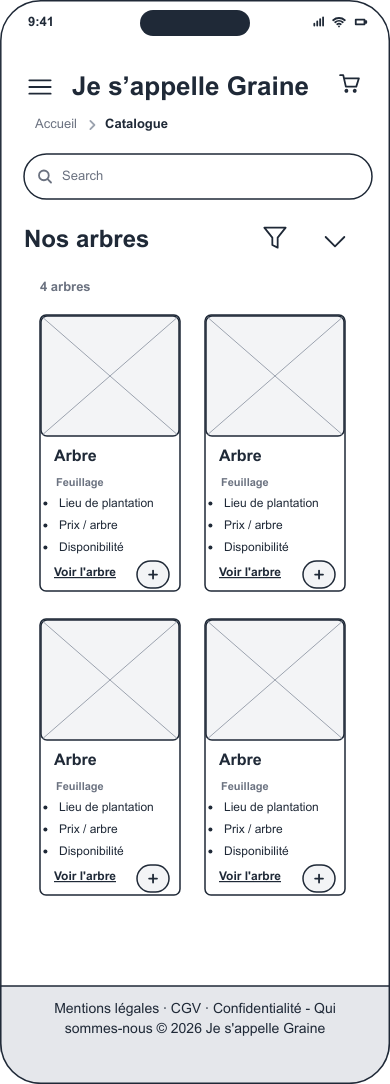 9:41
Je s’appelle Graine
Accueil Catalogue
Search
Nos arbres
4 arbres
Arbre
Feuillage
• Lieu de plantation
• Prix / arbre
• Disponibilité
Voir l'arbre +
Arbre
Feuillage
• Lieu de plantation
• Prix / arbre
• Disponibilité
Voir l'arbre +
Arbre
Feuillage
• Lieu de plantation
• Prix / arbre
• Disponibilité
Voir l'arbre +
Arbre
Feuillage
• Lieu de plantation
• Prix / arbre
• Disponibilité
Voir l'arbre +
Mentions légales · CGV · Confidentialité - Qui
sommes-nous © 2026 Je s'appelle Graine